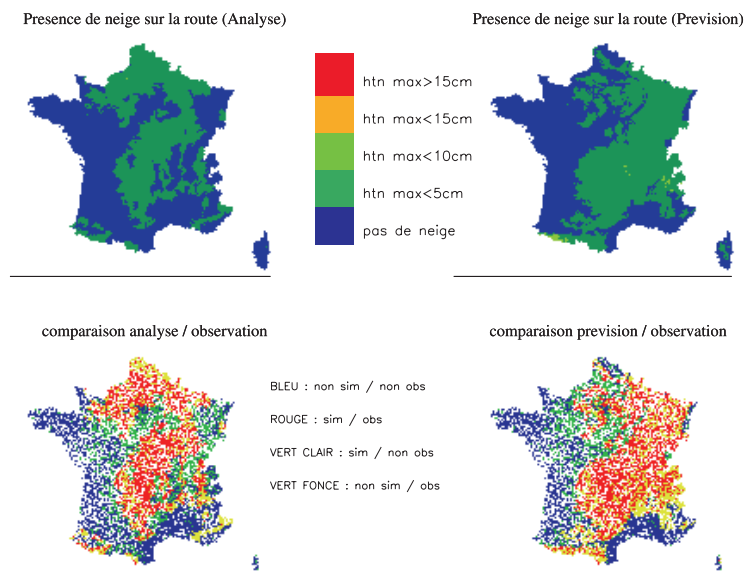 Presence de neige sur la route (Analyse)
Presence de neige sur la route (Prevision)
htn max>15cm
htn max<15cm
htn max<10cm
htn max<5cm
pas de neige
comparaison analyse / observation
comparaison prevision / observation
BLEU : non sim / non obs
ROUGE : sim / obs
VERT CLAIR : sim / non obs
VERT FONCE : non sim / obs